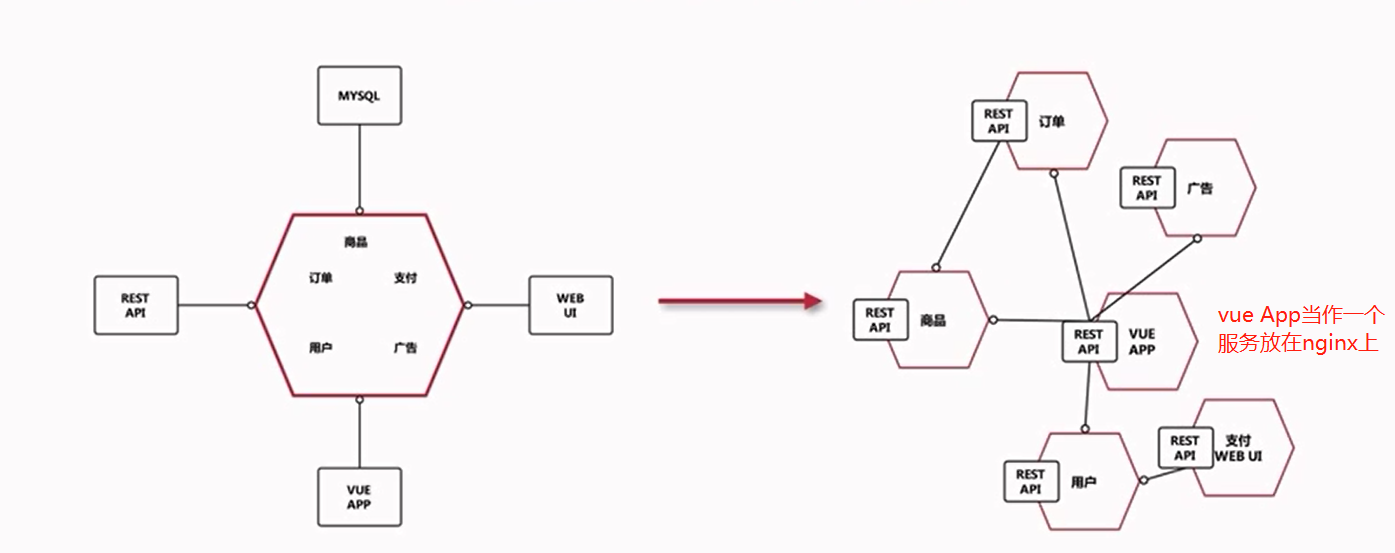 MYSQL
商品
订单
支付
REST
API
WEB
UI
用户
广告
VUE
APP
REST
API
订单
REST
API
广告
REST
API
商品
REST
API
VUE
APP
vue App当作一个
服务放在nginx上
REST
API
支付
WEB UI
REST
API
用户